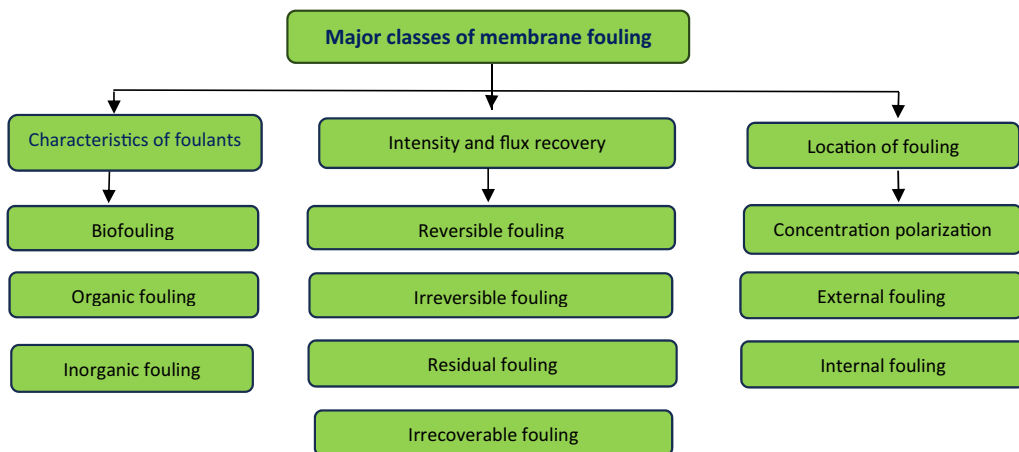 Major classes of membrane fouling
Characteristics of foulants
Intensity and flux recovery
Location of fouling
Biofouling
Reversible fouling
Concentration polarization
Organic fouling
Irreversible fouling
External fouling
Inorganic fouling
Residual fouling
Internal fouling
Irrecoverable fouling